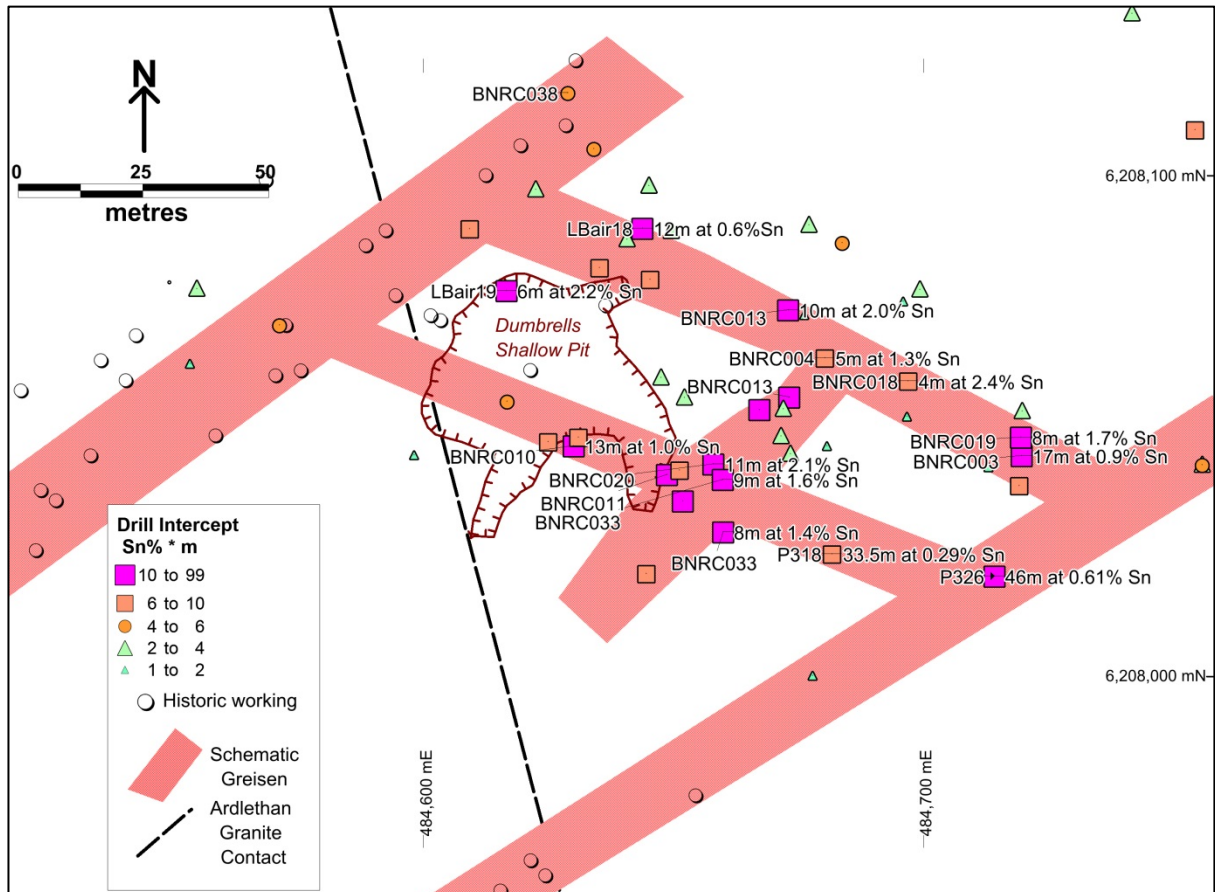 N
0 25 50
metres
BNRC038
6,208,100 mN
LBair18 12m at 0.6%Sn
LBair19 6m at 2.2% Sn
BNRC013 10m at 2.0% Sn
Dumbrells
Shallow Pit
BNRC004 5m at 1.3% Sn
BNRC018 4m at 2.4% Sn
BNRC013
BNRC019 8m at 1.7% Sn
BNRC003 17m at 0.9% Sn
BNRC010 13m at 1.0% Sn
BNRC020 11m at 2.1% Sn
BNRC011 9m at 1.6% Sn
BNRC033
8m at 1.4% Sn
BNRC033
P318 33.5m at 0.29% Sn
P326 46m at 0.61% Sn
6,208,000 mN
484,600 mE
484,700 mE
Drill Intercept
Sn% * m
10 to 99
6 to 10
4 to 6
2 to 4
1 to 2
Historic working
Schematic
Greisen
Ardlethan
Granite
Contact